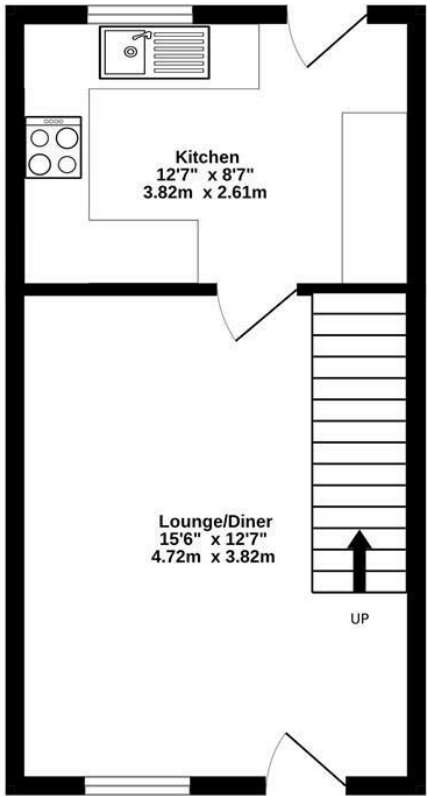 Kitchen
12'7" x 8'7"
3.82m x 2.61m
Lounge/Diner
15'6" x 12'7"
4.72m x 3.82m
UP